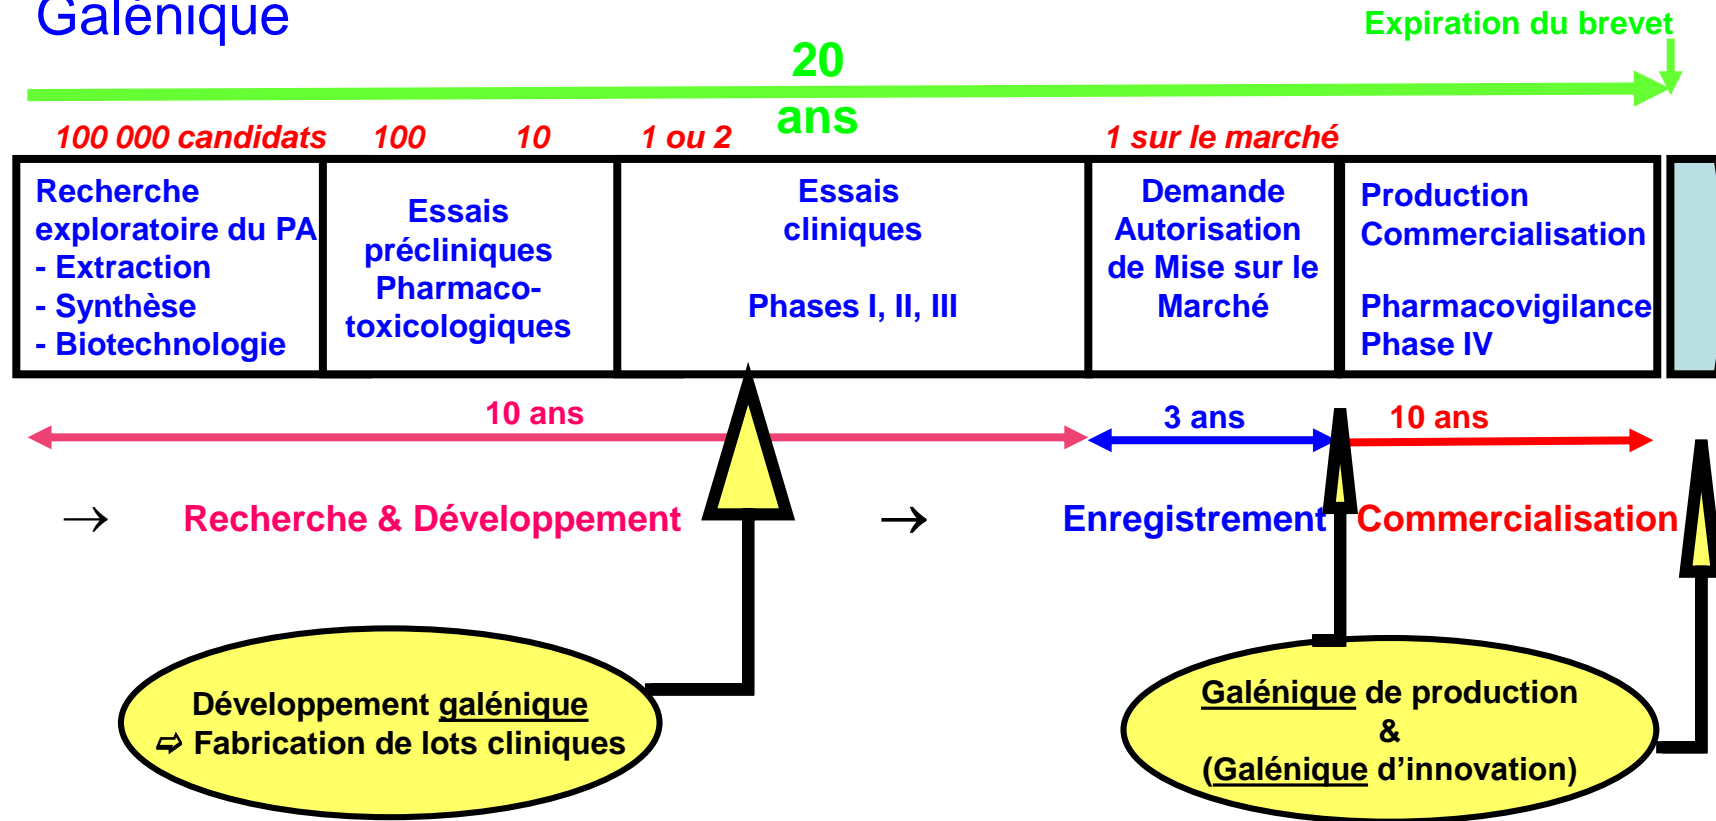 Galénique
Expiration du brevet
20
ans
100 000 candidats
100
10
1 ou 2
1 sur le marché
Recherche
exploratoire du PA
- Extraction
- Synthèse
- Biotechnologie
Essais
précliniques
Pharmaco-
toxicologiques
Essais
cliniques
Phases I, II, III
Demande
Autorisation
de Mise sur le
Marché
Production
Commercialisation
Pharmacovigilance
Phase IV
10 ans
3 ans
10 ans
→ Recherche & Développement → Enregistrement Commercialisation
Développement galénique
⇨ Fabrication de lots cliniques
Galénique de production
&
(Galénique d’innovation)